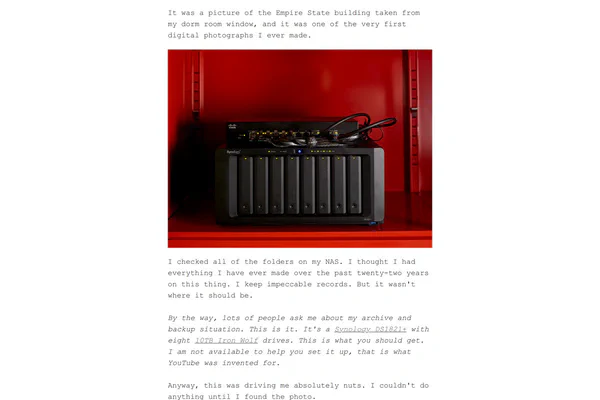 It was a picture of the Empire State building taken from
my dorm room window, and it was one of the very first
digital photographs I ever made.
I checked all of the folders on my NAS. I thought I had
everything I have ever made over the past twenty-two years
on this thing. I keep impeccable records. But it wasn't
where it should be.
By the way, lots of people ask me about my archive and
backup situation. This is it. It's a Synology DS1821+ with
eight 10TB Iron Wolf drives. This is what you should get.
I am not available to help you set it up, that is what
YouTube was invented for.
Anyway, this was driving me absolutely nuts. I couldn't do
anything until I found the photo.